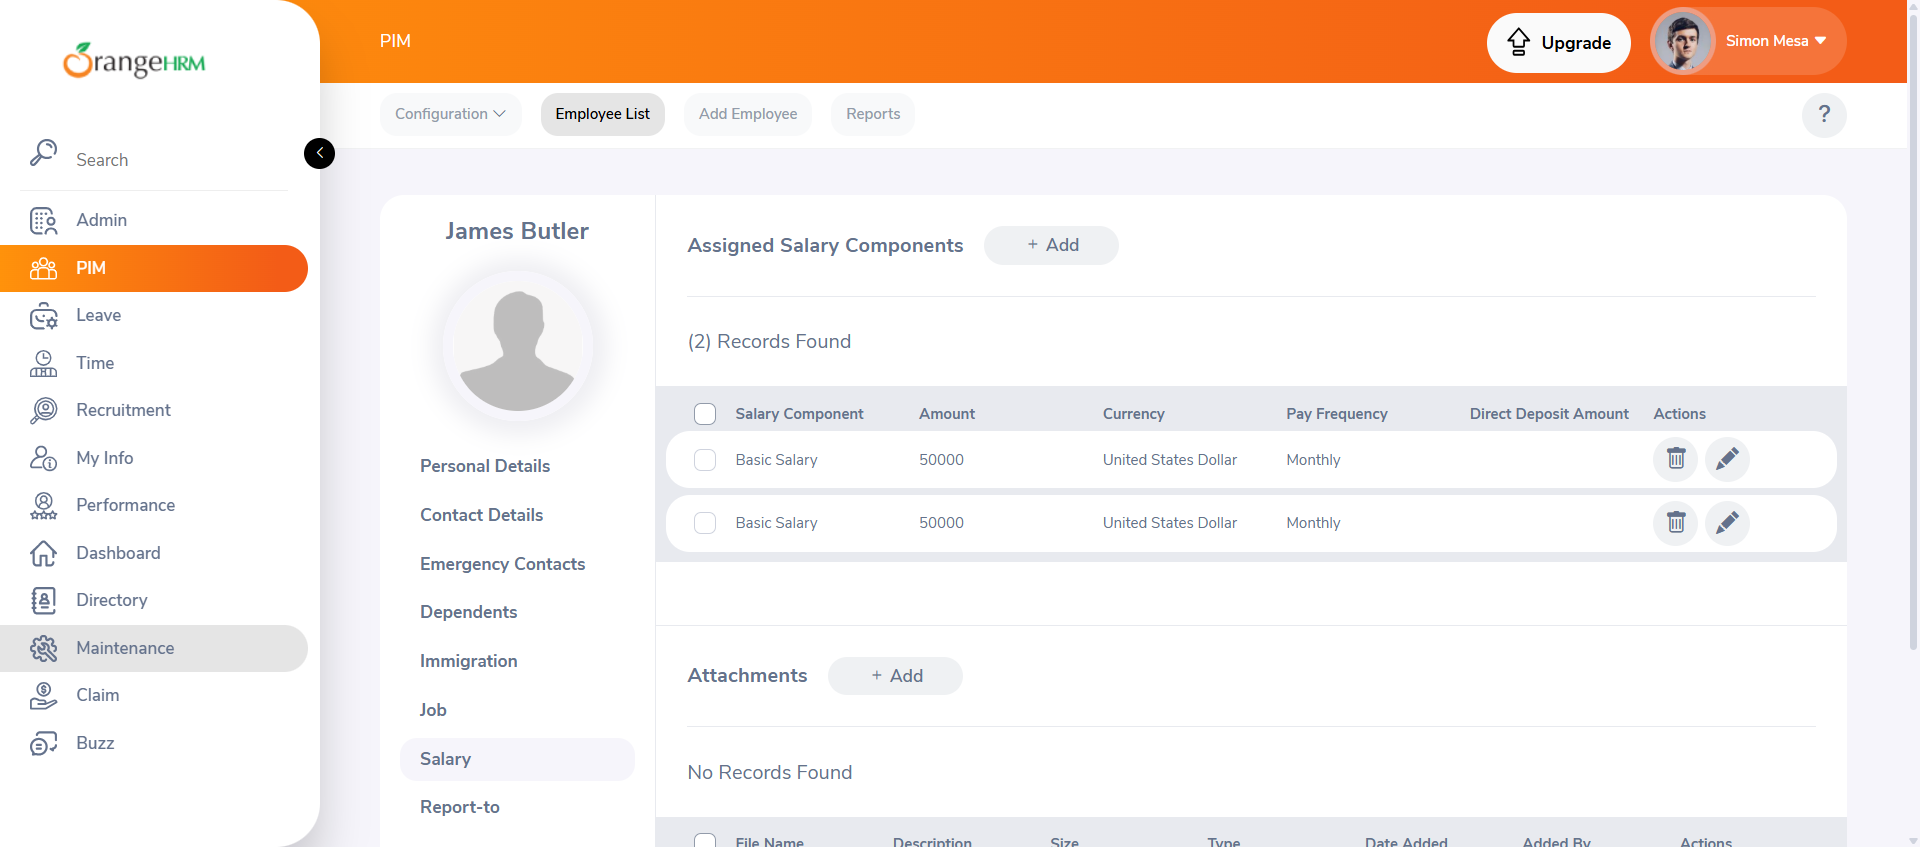 OrangeHRM
PIM
Upgrade
Simon Mesa
Configuration
Employee List
Add Employee
Reports
?
Search
Admin
PIM
Leave
Time
Recruitment
My Info
Performance
Dashboard
Directory
Maintenance
Claim
Buzz
James Butler
Personal Details
Contact Details
Emergency Contacts
Dependents
Immigration
Job
Salary
Report-to
Assigned Salary Components
+ Add
(2) Records Found
Salary Component Amount Currency Pay Frequency Direct Deposit Amount Actions
Basic Salary 50000 United States Dollar Monthly
Basic Salary 50000 United States Dollar Monthly
Attachments
+ Add
No Records Found
File Name Description Size Type Date Added Added By Actions